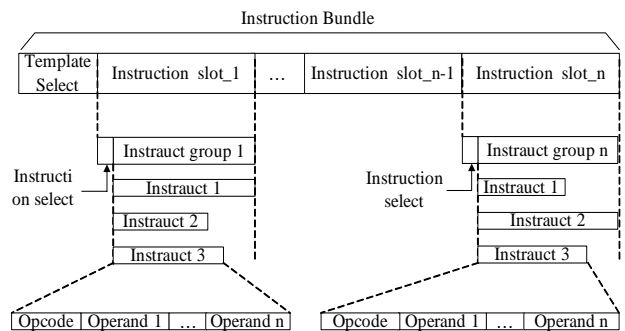 Instruction Bundle
Template Select
Instruction slot_1
...
Instruction slot_n-1
Instruction slot_n
Instrauct group 1
Instrauct group n
Instructi
on select
Instruction
select
Instrauct 1
Instrauct 1
Instrauct 2
Instrauct 2
Instrauct 3
Instrauct 3
Opcode Operand 1 ... Operand n
Opcode Operand 1 ... Operand n